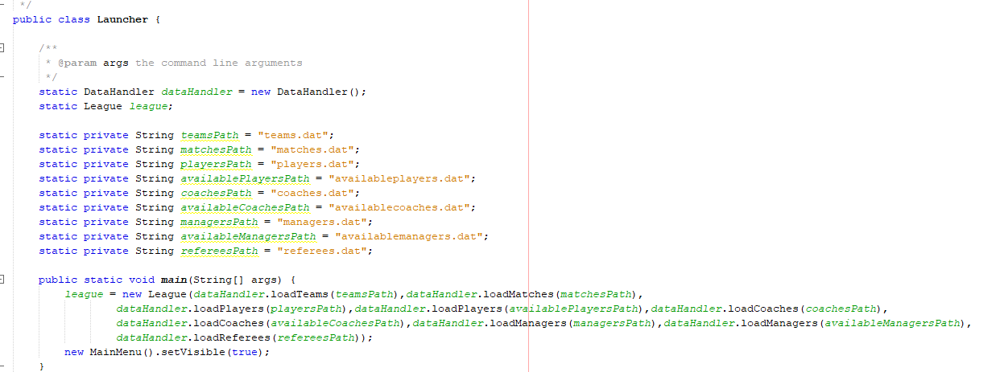 */
public class Launcher {
/**
* @param args the command line arguments
*/
static DataHandler dataHandler = new DataHandler();
static League league;
static private String teamsPath = "teams.dat";
static private String matchesPath = "matches.dat";
static private String playersPath = "players.dat";
static private String availablePlayersPath = "availableplayers.dat";
static private String coachesPath = "coaches.dat";
static private String availableCoachesPath = "availablecoaches.dat";
static private String managersPath = "managers.dat";
static private String availableManagersPath = "availablemanagers.dat";
static private String refereesPath = "referees.dat";
public static void main(String[] args) {
league = new League(dataHandler.loadTeams(teamsPath),dataHandler.loadMatches(matchesPath),
dataHandler.loadPlayers(playersPath),dataHandler.loadPlayers(availablePlayersPath),dataHandler.loadCoaches(coachesPath),
dataHandler.loadCoaches(availableCoachesPath),dataHandler.loadManagers(managersPath),dataHandler.loadManagers(availableManagersPath),
dataHandler.loadReferees(refereesPath));
new MainMenu().setVisible(true);
}